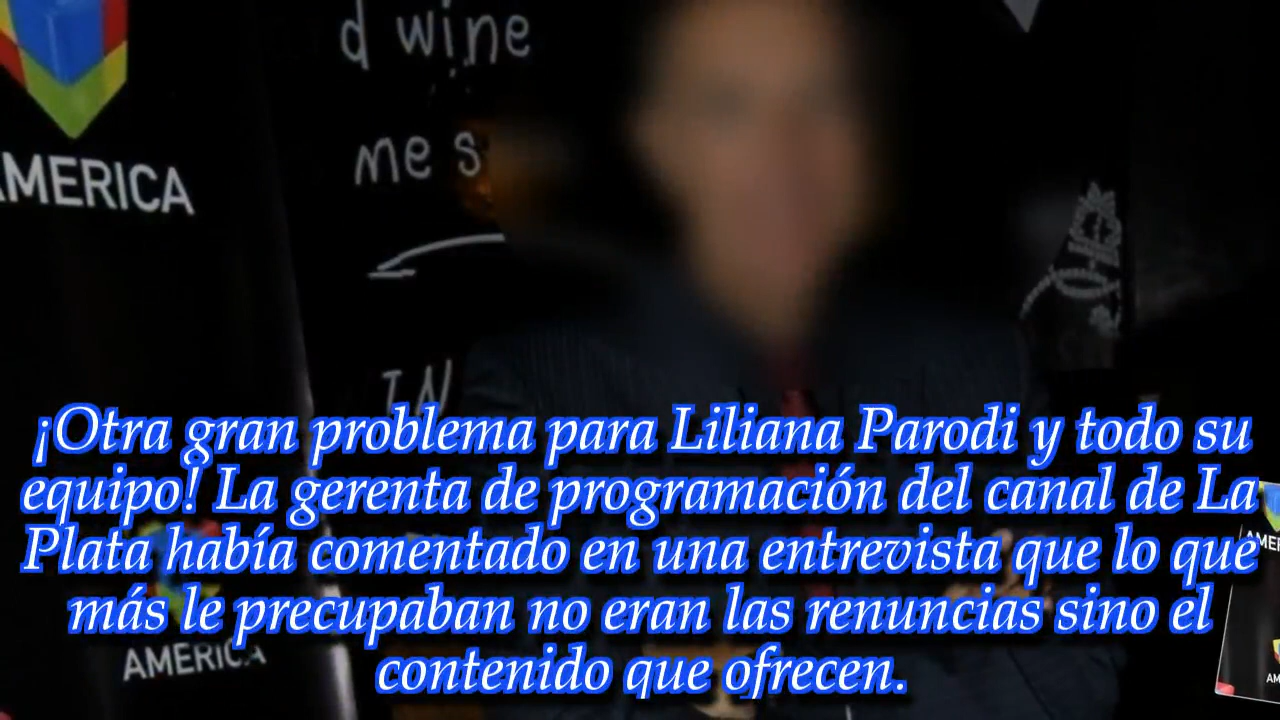 d wine
AMERICA
me s
IN
¡Otra gran problema para Liliana Parodi y todo su
equipo! La gerenta de programación del canal de La
Plata había comentado en una entrevista que lo que
más le precupaban no eran las renuncias sino el
contenido que ofrecen.
AMERICA